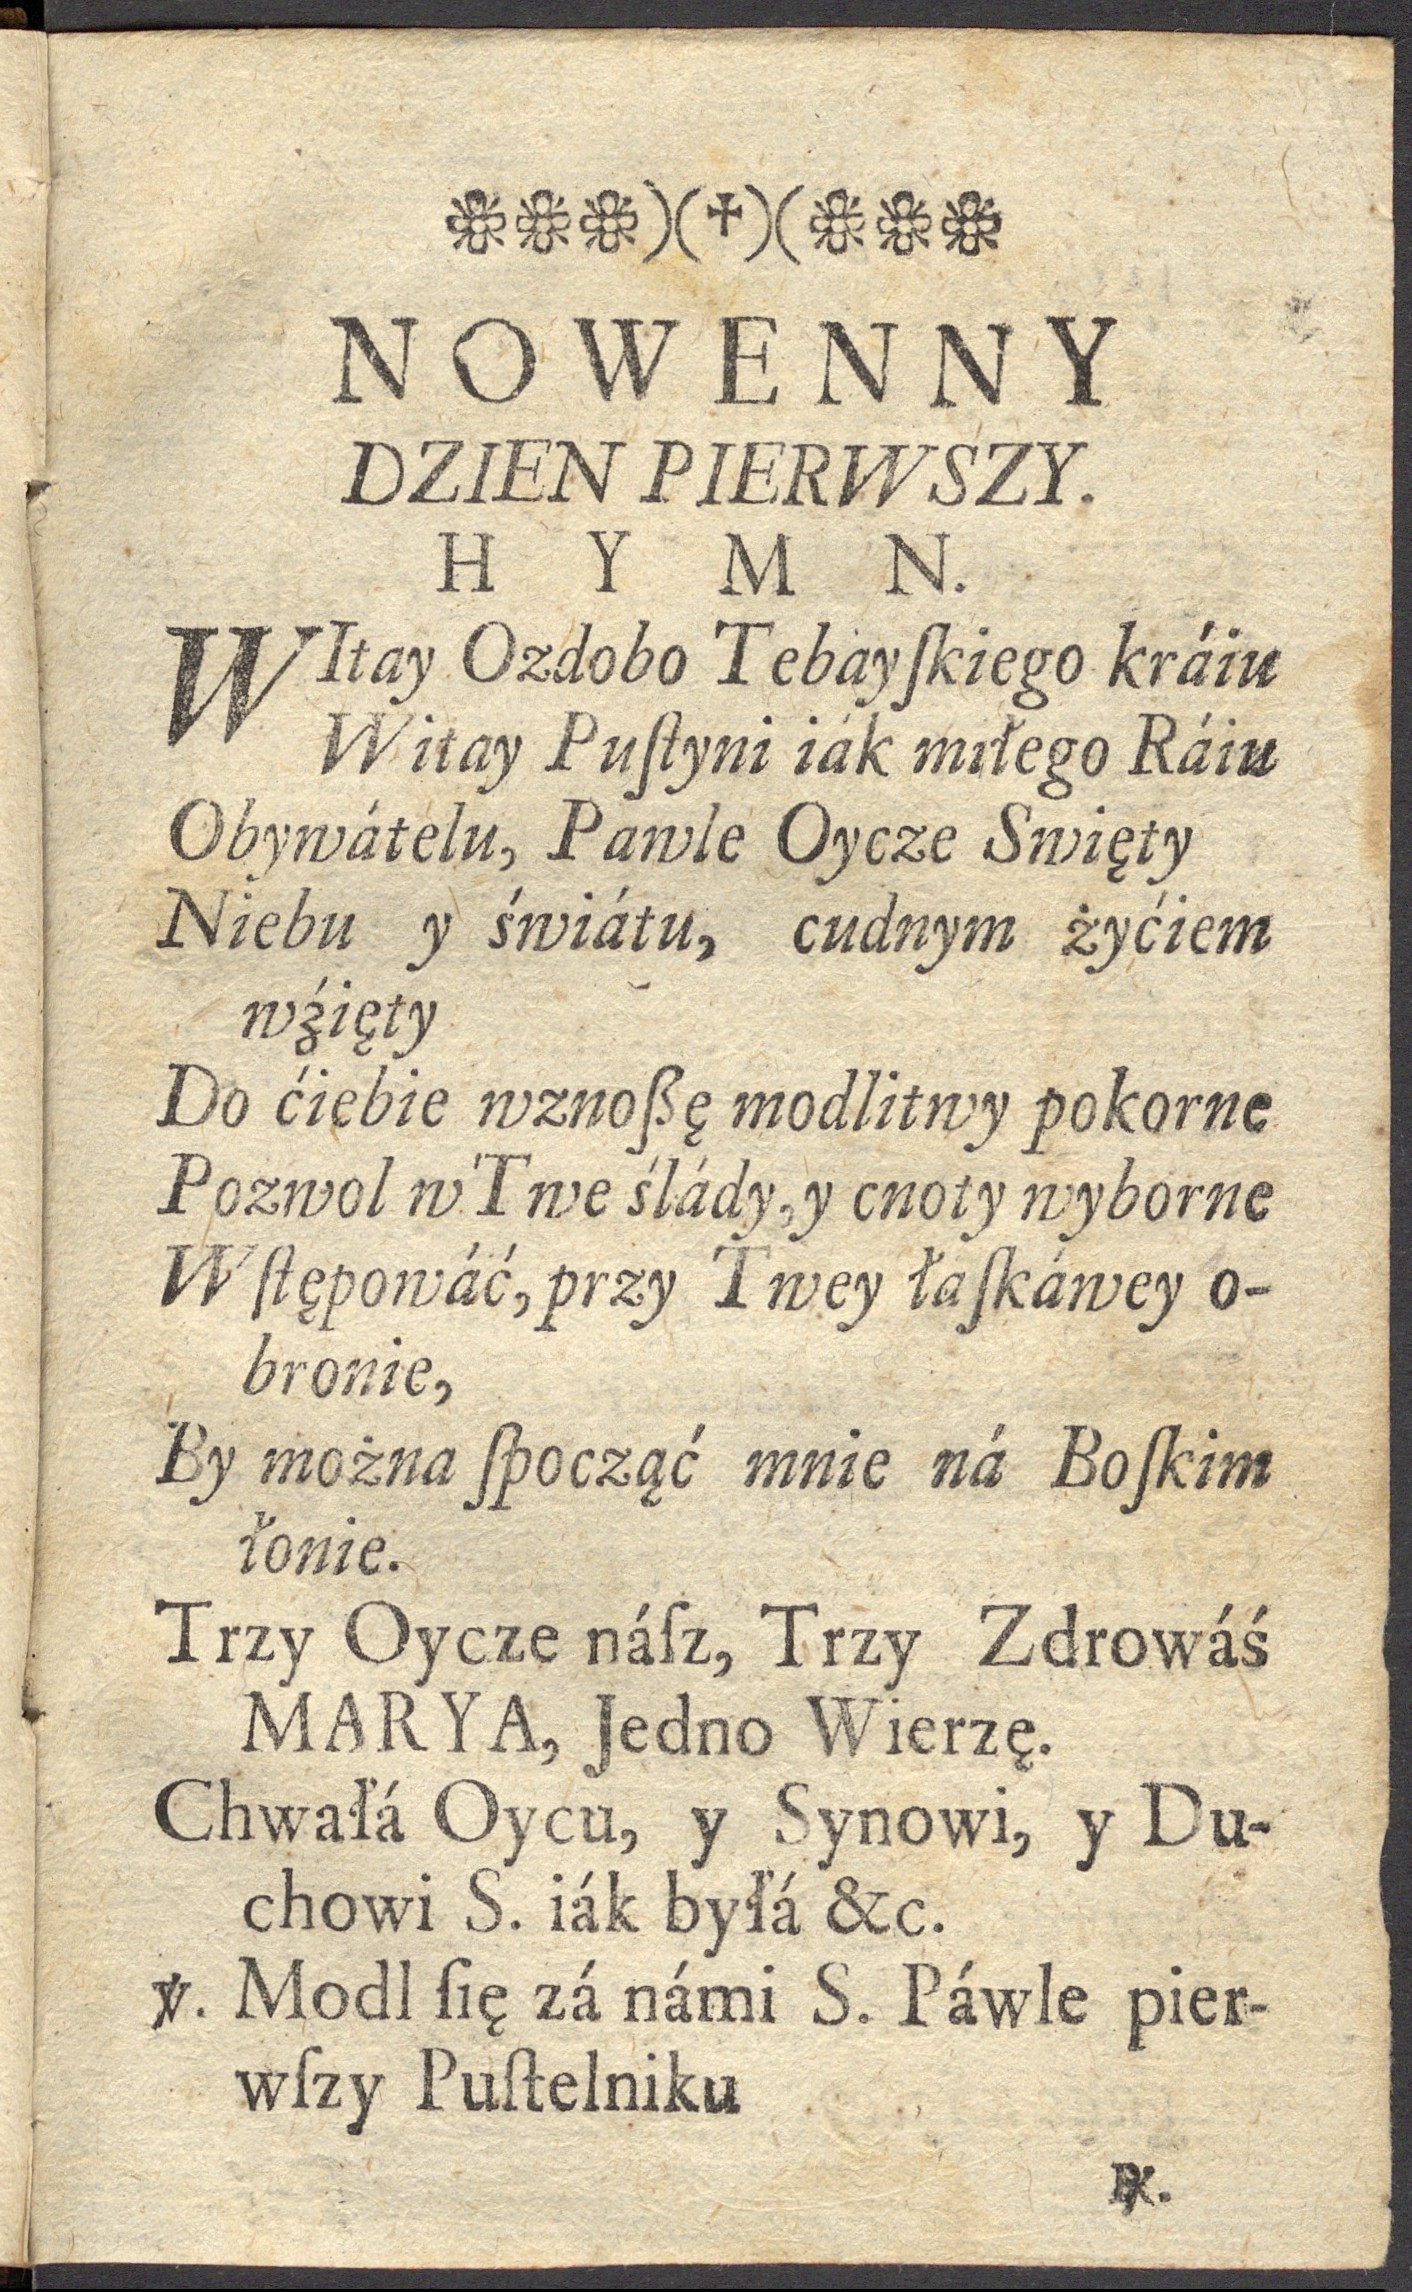 )(✝)(
NOWENNY
DZIEN PIERWSZY.
HYMN.
WItay Ozdobo Tebayſkiego kráiu
Witay Puſtyni iák miłego Ráiu
Obywátelu, Pawle Oycze Swięty
Niebu y świátu, cudnym żyćiem
wźięty
Do ćiebie wznoßę modlitwy pokorne
Pozwol w Twe ślády, y cnoty wyborne
Wſtępowáć, przy Twey łaſkáwey o-
bronie,
By można ſpocząć mnie ná Boſkim
łonie.
Trzy Oycze náſz, Trzy Zdrowáś
MARYA, Jedno Wierzę.
Chwałá Oycu, y Synowi, y Du-
chowi S. iák byłá &c.
℣. Modl ſię zá námi S. Páwle pier-
wſzy Puſtelniku
℟.